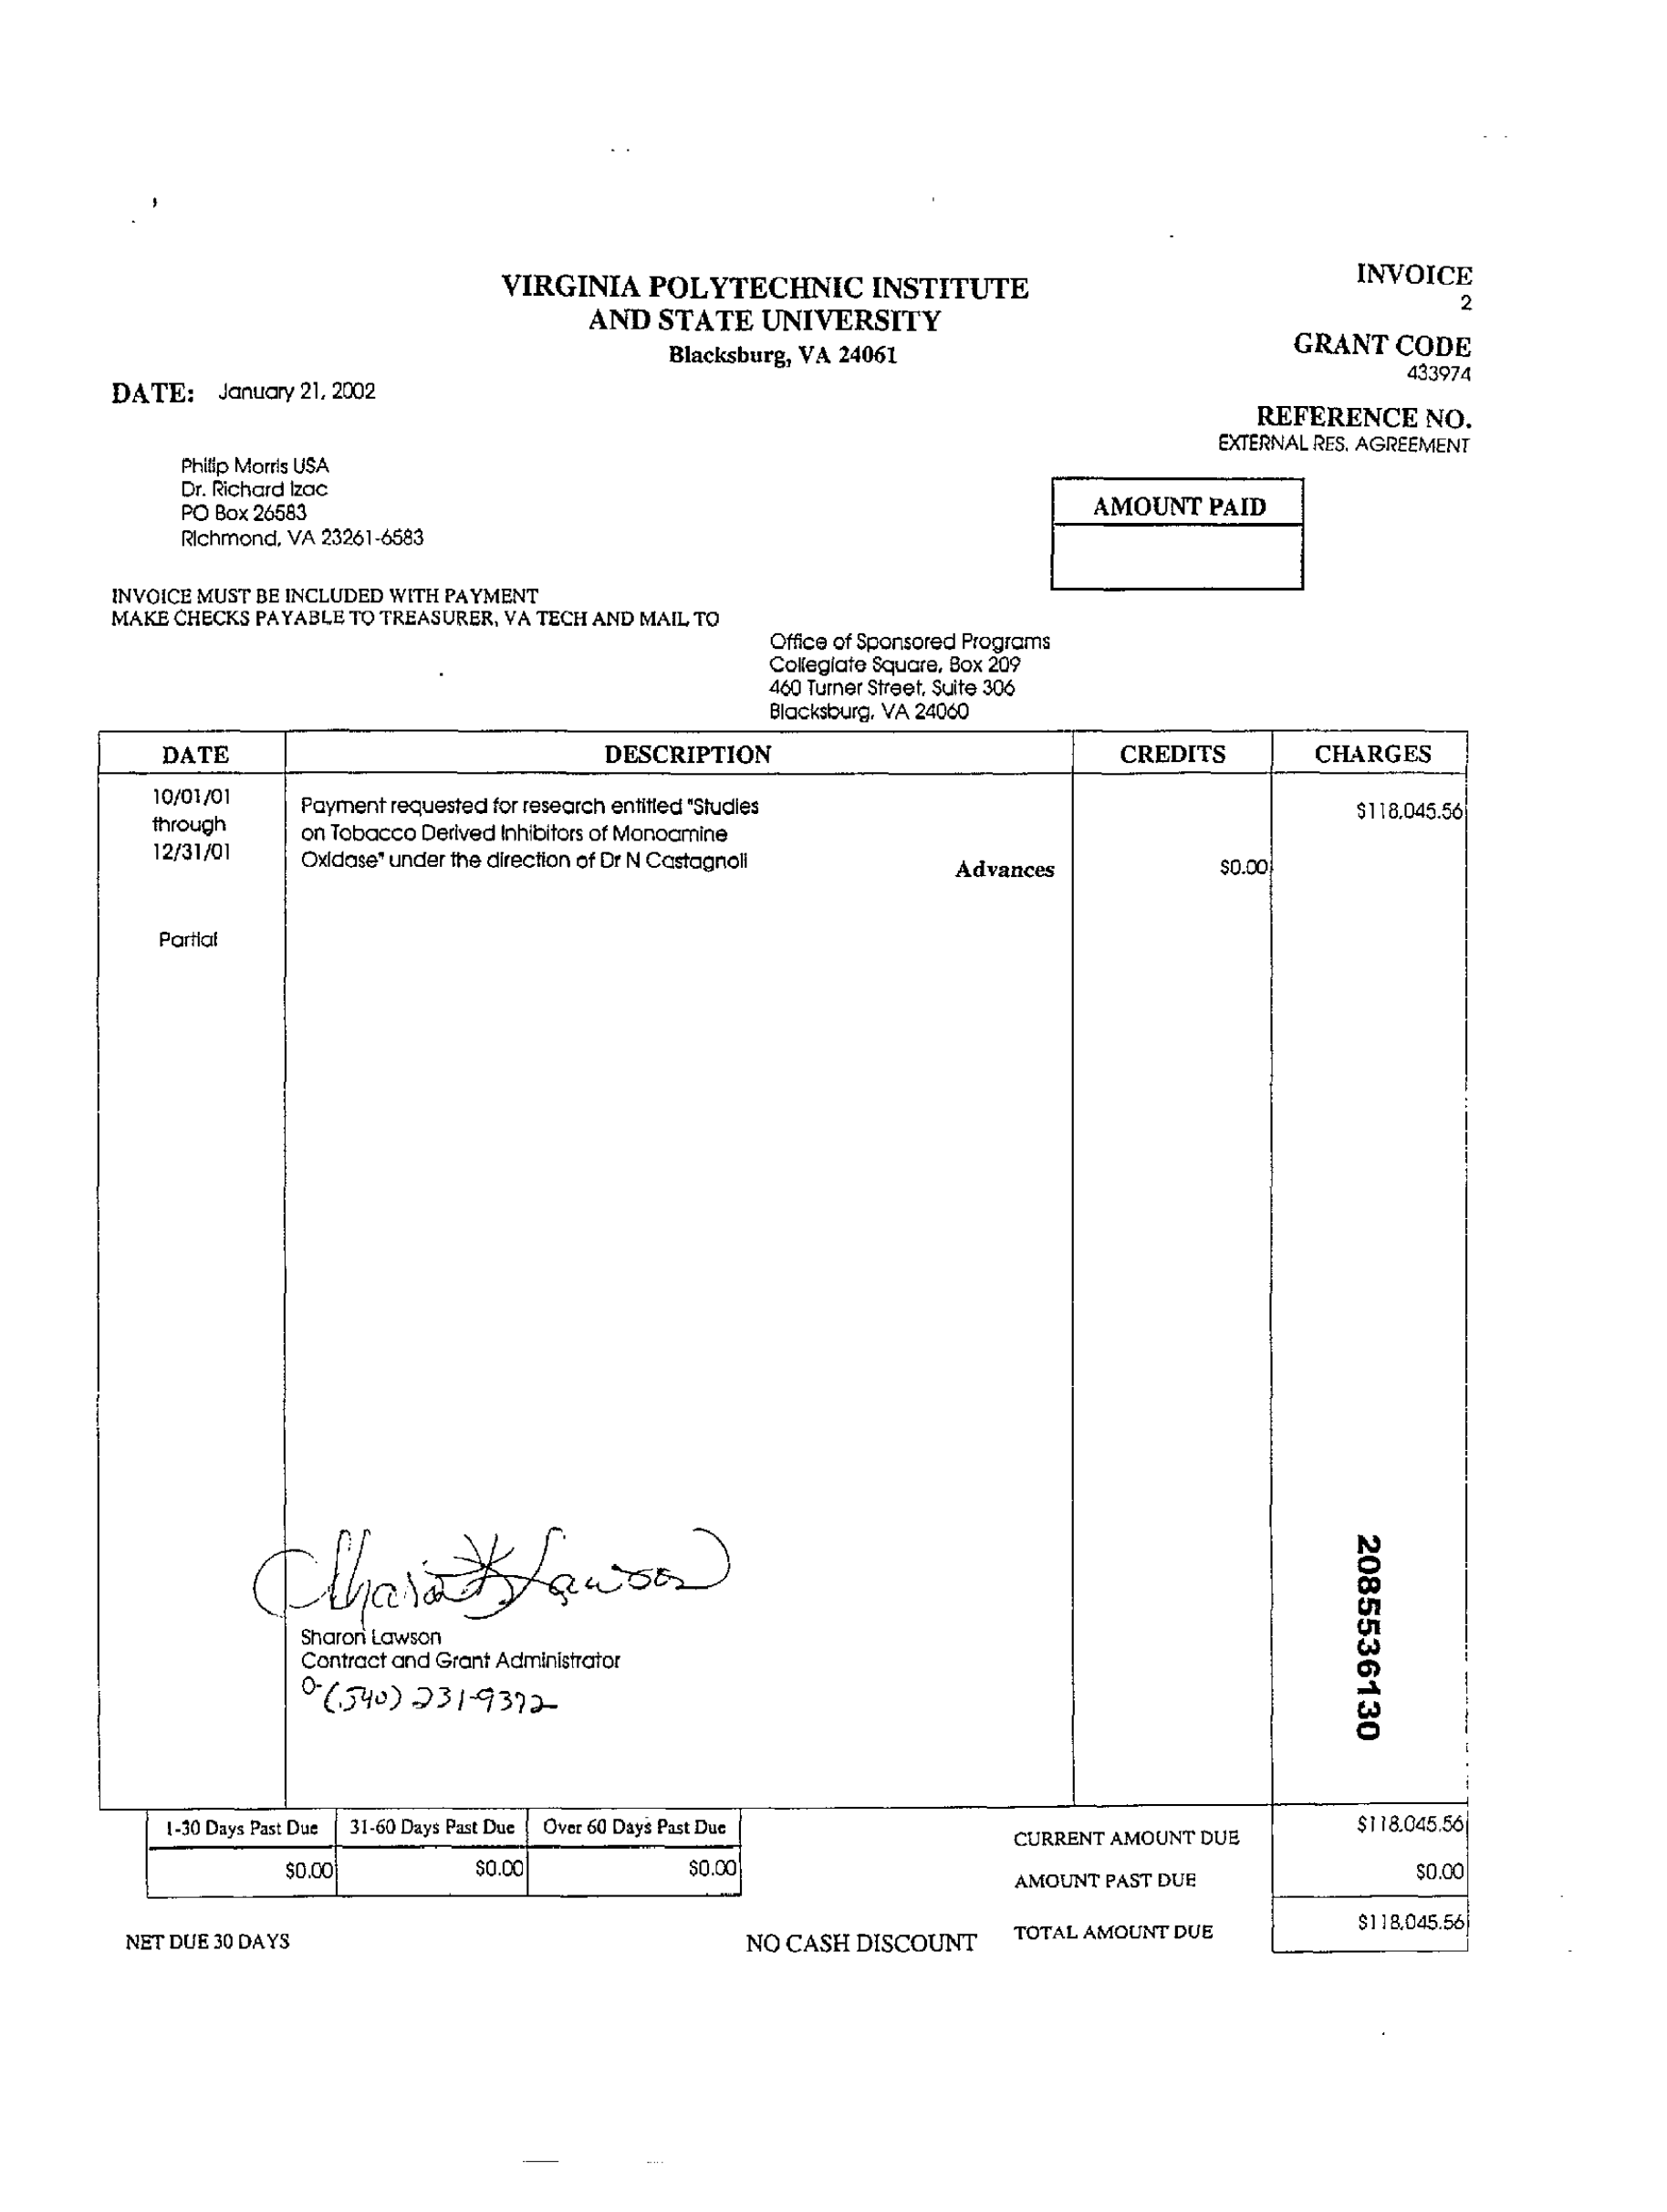 VIRGINIA POLYTECHNIC INSTITUTE
AND STATE UNIVERSITY
Blacksburg, VA 24061
INVOICE
2
GRANT CODE
433974
DATE: January 21, 2002
REFERENCE NO.
EXTERNAL RES. AGREEMENT
Philip Morris USA
Dr. Richard Izac
PO Box 26583
Richmond, VA 23261-6583
AMOUNT PAID
INVOICE MUST BE INCLUDED WITH PAYMENT
MAKE CHECKS PAYABLE TO TREASURER, VA TECH AND MAIL TO
Office of Sponsored Programs
Collegiate Square, Box 209
460 Turner Street, Suite 306
Blacksburg, VA 24060
DATE DESCRIPTION CREDITS CHARGES
10/01/01
through
12/31/01
Payment requested for research entitled "Studies
on Tobacco Derived Inhibitors of Monoamine
Oxidase" under the direction of Dr N Castagnoli
$118,045.56
Advances $0.00
Partial
Sharon Lawson
Sharon Lawson
Contract and Grant Administrator
0-(540) 231-9372
2085536130
1-30 Days Past Due 31-60 Days Past Due Over 60 Days Past Due
$0.00 $0.00 $0.00
CURRENT AMOUNT DUE $118,045.56
AMOUNT PAST DUE $0.00
TOTAL AMOUNT DUE $118,045.56
NET DUE 30 DAYS NO CASH DISCOUNT